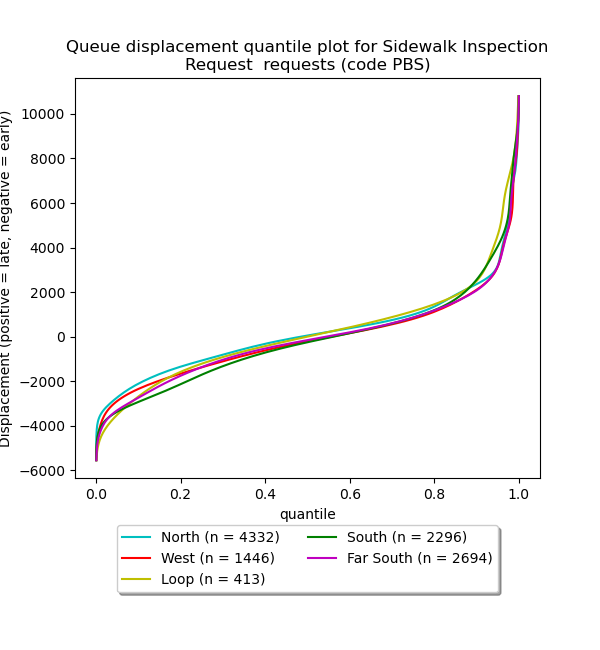 Queue displacement quantile plot for Sidewalk Inspection
Request  requests (code PBS)
Displacement (positive = late, negative = early)
10000
8000
6000
4000
2000
0
−2000
−4000
−6000
0.0 0.2 0.4 0.6 0.8 1.0
quantile
North (n = 4332) South (n = 2296)
West (n = 1446) Far South (n = 2694)
Loop (n = 413)